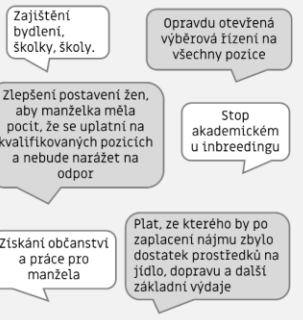 Zajištění
bydlení,
školky, školy.
Opravdu otevřená
výběrová řízení na
všechny pozice
Zlepšení postavení žen,
aby manželka měla
pocit, že se uplatní na
kvalifikovaných pozicích
a nebude narážet na
odpor
Stop
akademickém
u inbreedingu
Získání občanství
a práce pro
manžela
Plat, ze kterého by po
zaplacení nájmu zbylo
dostatek prostředků na
jídlo, dopravu a další
základní výdaje